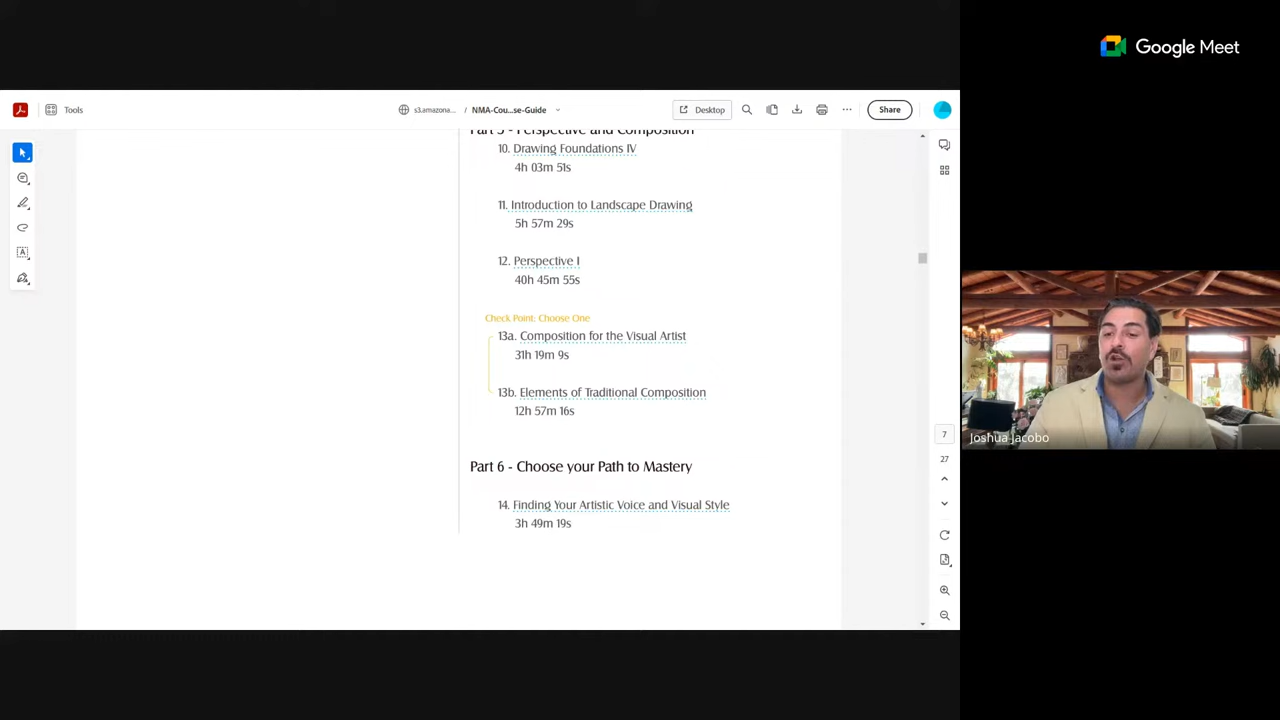 Google Meet
Tools
s3.amazona... / NMA-Cou...se-Guide
Desktop
Share
Part 5 - Perspective and Composition
10. Drawing Foundations IV
4h 03m 51s
11. Introduction to Landscape Drawing
5h 57m 29s
12. Perspective I
40h 45m 55s
Check Point: Choose One
13a. Composition for the Visual Artist
31h 19m 9s
13b. Elements of Traditional Composition
12h 57m 16s
Part 6 - Choose your Path to Mastery
14. Finding Your Artistic Voice and Visual Style
3h 49m 19s
7
27
Joshua Jacobo